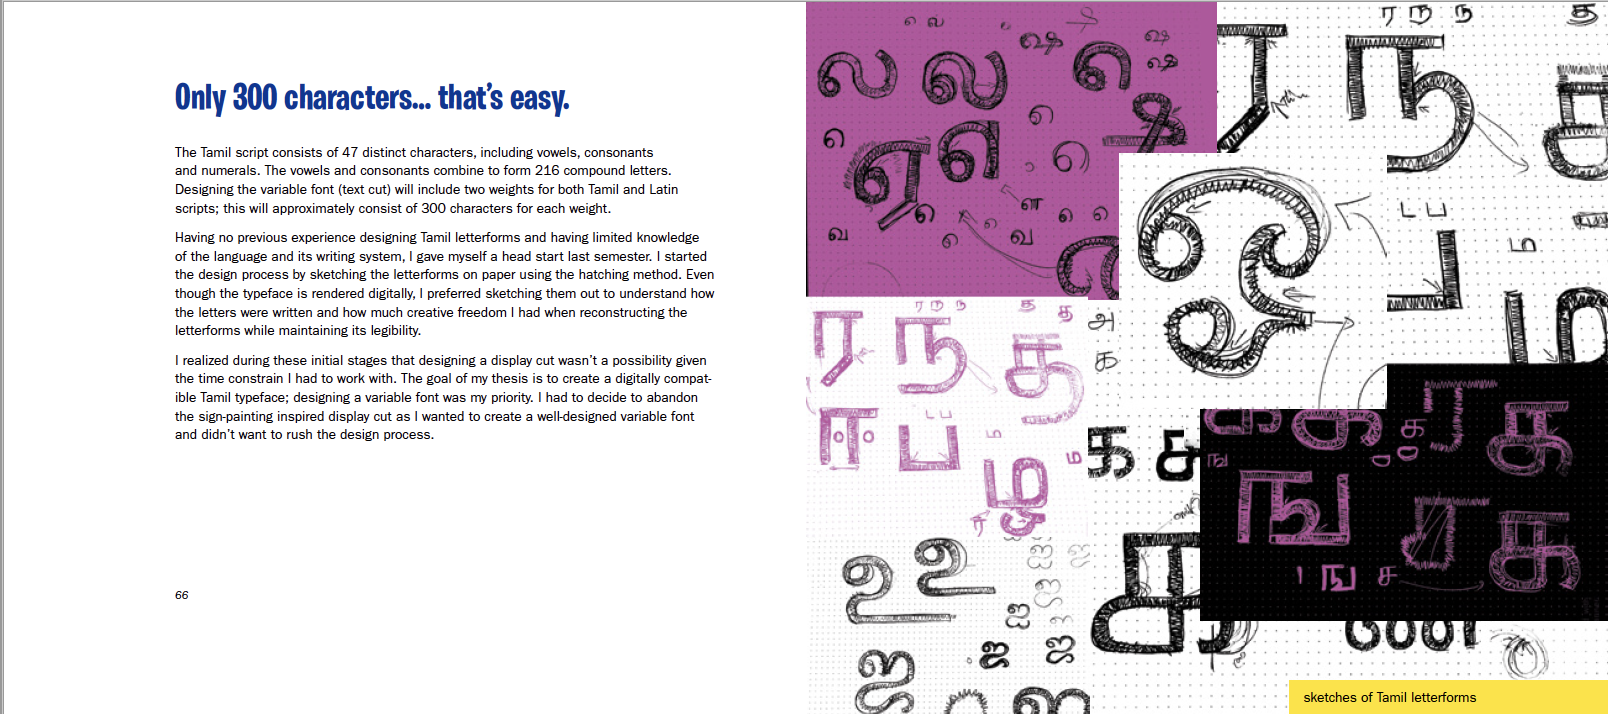 Only 300 characters... that's easy.
The Tamil script consists of 47 distinct characters, including vowels, consonants
and numerals. The vowels and consonants combine to form 216 compound letters.
Designing the variable font (text cut) will include two weights for both Tamil and Latin
scripts; this will approximately consist of 300 characters for each weight.
Having no previous experience designing Tamil letterforms and having limited knowledge
of the language and its writing system, I gave myself a head start last semester. I started
the design process by sketching the letterforms on paper using the hatching method. Even
though the typeface is rendered digitally, I preferred sketching them out to understand how
the letters were written and how much creative freedom I had when reconstructing the
letterforms while maintaining its legibility.
I realized during these initial stages that designing a display cut wasn't a possibility given
the time constrain I had to work with. The goal of my thesis is to create a digitally compat-
ible Tamil typeface; designing a variable font was my priority. I had to decide to abandon
the sign-painting inspired display cut as I wanted to create a well-designed variable font
and didn't want to rush the design process.
66
ல ல
ஏ
ஒ
ர ந த
ஈ ப
ழ
உ உ
ங
க
sketches of Tamil letterforms